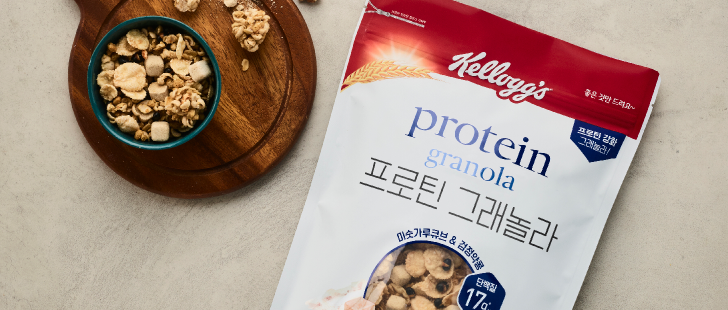 Kellogg's
좋은 것만 드려요~
프로틴 강화
그래놀라!
protein
granola
프로틴 그래놀라
미숫가루큐브 & 검정약콩
단백질
17g